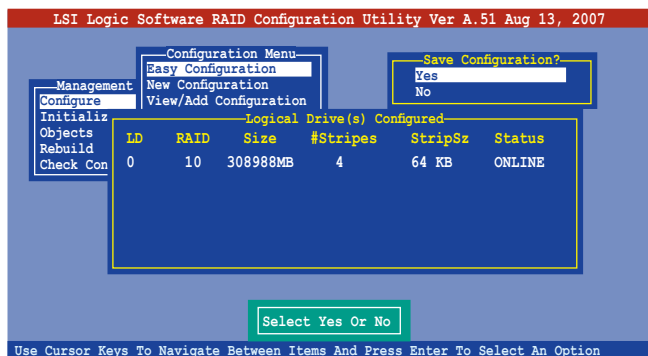 LSI Logic Software RAID Configuration Utility Ver A.51 Aug 13, 2007
Configuration Menu
Easy Configuration
New Configuration
View/Add Configuration
Save Configuration?
Yes
No
Management
Configure
Initializ
Objects
Rebuild
Check Con
Logical Drive(s) Configured
LD RAID Size #Stripes StripSz Status
0 10 308988MB 4 64 KB ONLINE
Select Yes Or No
Use Cursor Keys To Navigate Between Items And Press Enter To Select An Option